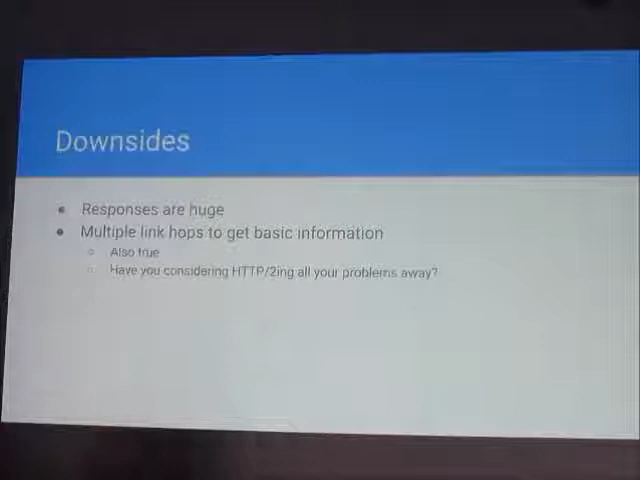 Downsides
Responses are huge
Multiple link hops to get basic information
Also true
Have you considering HTTP/2ing all your problems away?